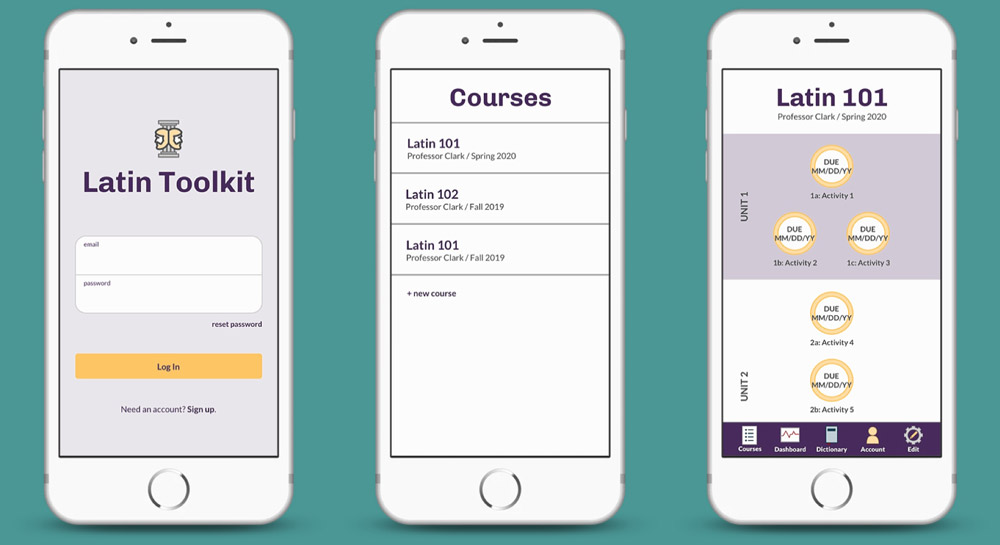 Latin Toolkit
email
password
reset password
Log In
Need an account? Sign up.
Courses
Latin 101
Professor Clark / Spring 2020
Latin 102
Professor Clark / Fall 2019
Latin 101
Professor Clark / Fall 2019
+ new course
Latin 101
Professor Clark / Spring 2020
UNIT 1
DUE
MM/DD/YY
1a: Activity 1
DUE
MM/DD/YY
1b: Activity 2
DUE
MM/DD/YY
1c: Activity 3
UNIT 2
DUE
MM/DD/YY
2a: Activity 4
DUE
MM/DD/YY
2b: Activity 5
Courses
Dashboard
Dictionary
Account
Edit